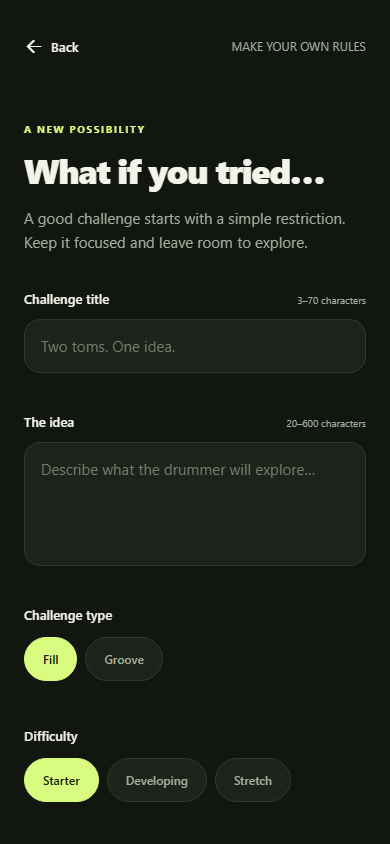 Back
MAKE YOUR OWN RULES
A NEW POSSIBILITY
What if you tried...
A good challenge starts with a simple restriction.
Keep it focused and leave room to explore.
Challenge title
3–70 characters
Two toms. One idea.
The idea
20–600 characters
Describe what the drummer will explore...
Challenge type
Fill
Groove
Difficulty
Starter
Developing
Stretch